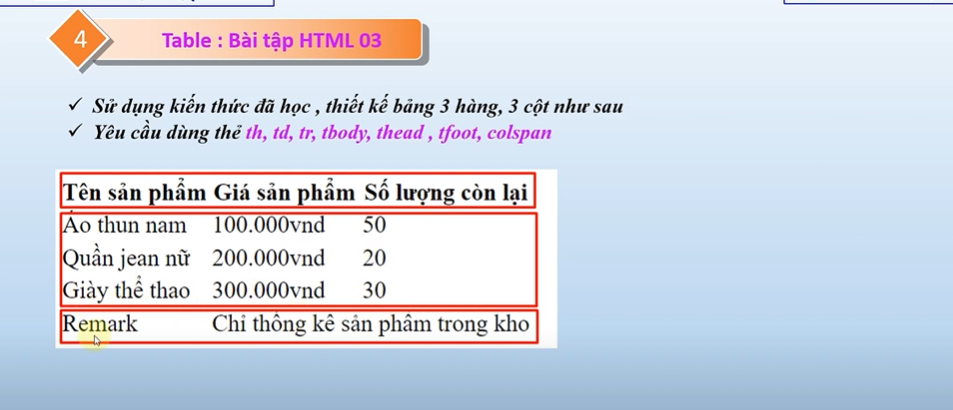 4
Table : Bài tập HTML 03
✓ Sử dụng kiến thức đã học , thiết kế bảng 3 hàng, 3 cột như sau
✓ Yêu cầu dùng thẻ th, td, tr, tbody, thead , tfoot, colspan
Tên sản phẩm Giá sản phẩm Số lượng còn lại
Áo thun nam 100.000vnd 50
Quần jean nữ 200.000vnd 20
Giày thể thao 300.000vnd 30
Remark Chỉ thông kê sản phâm trong kho